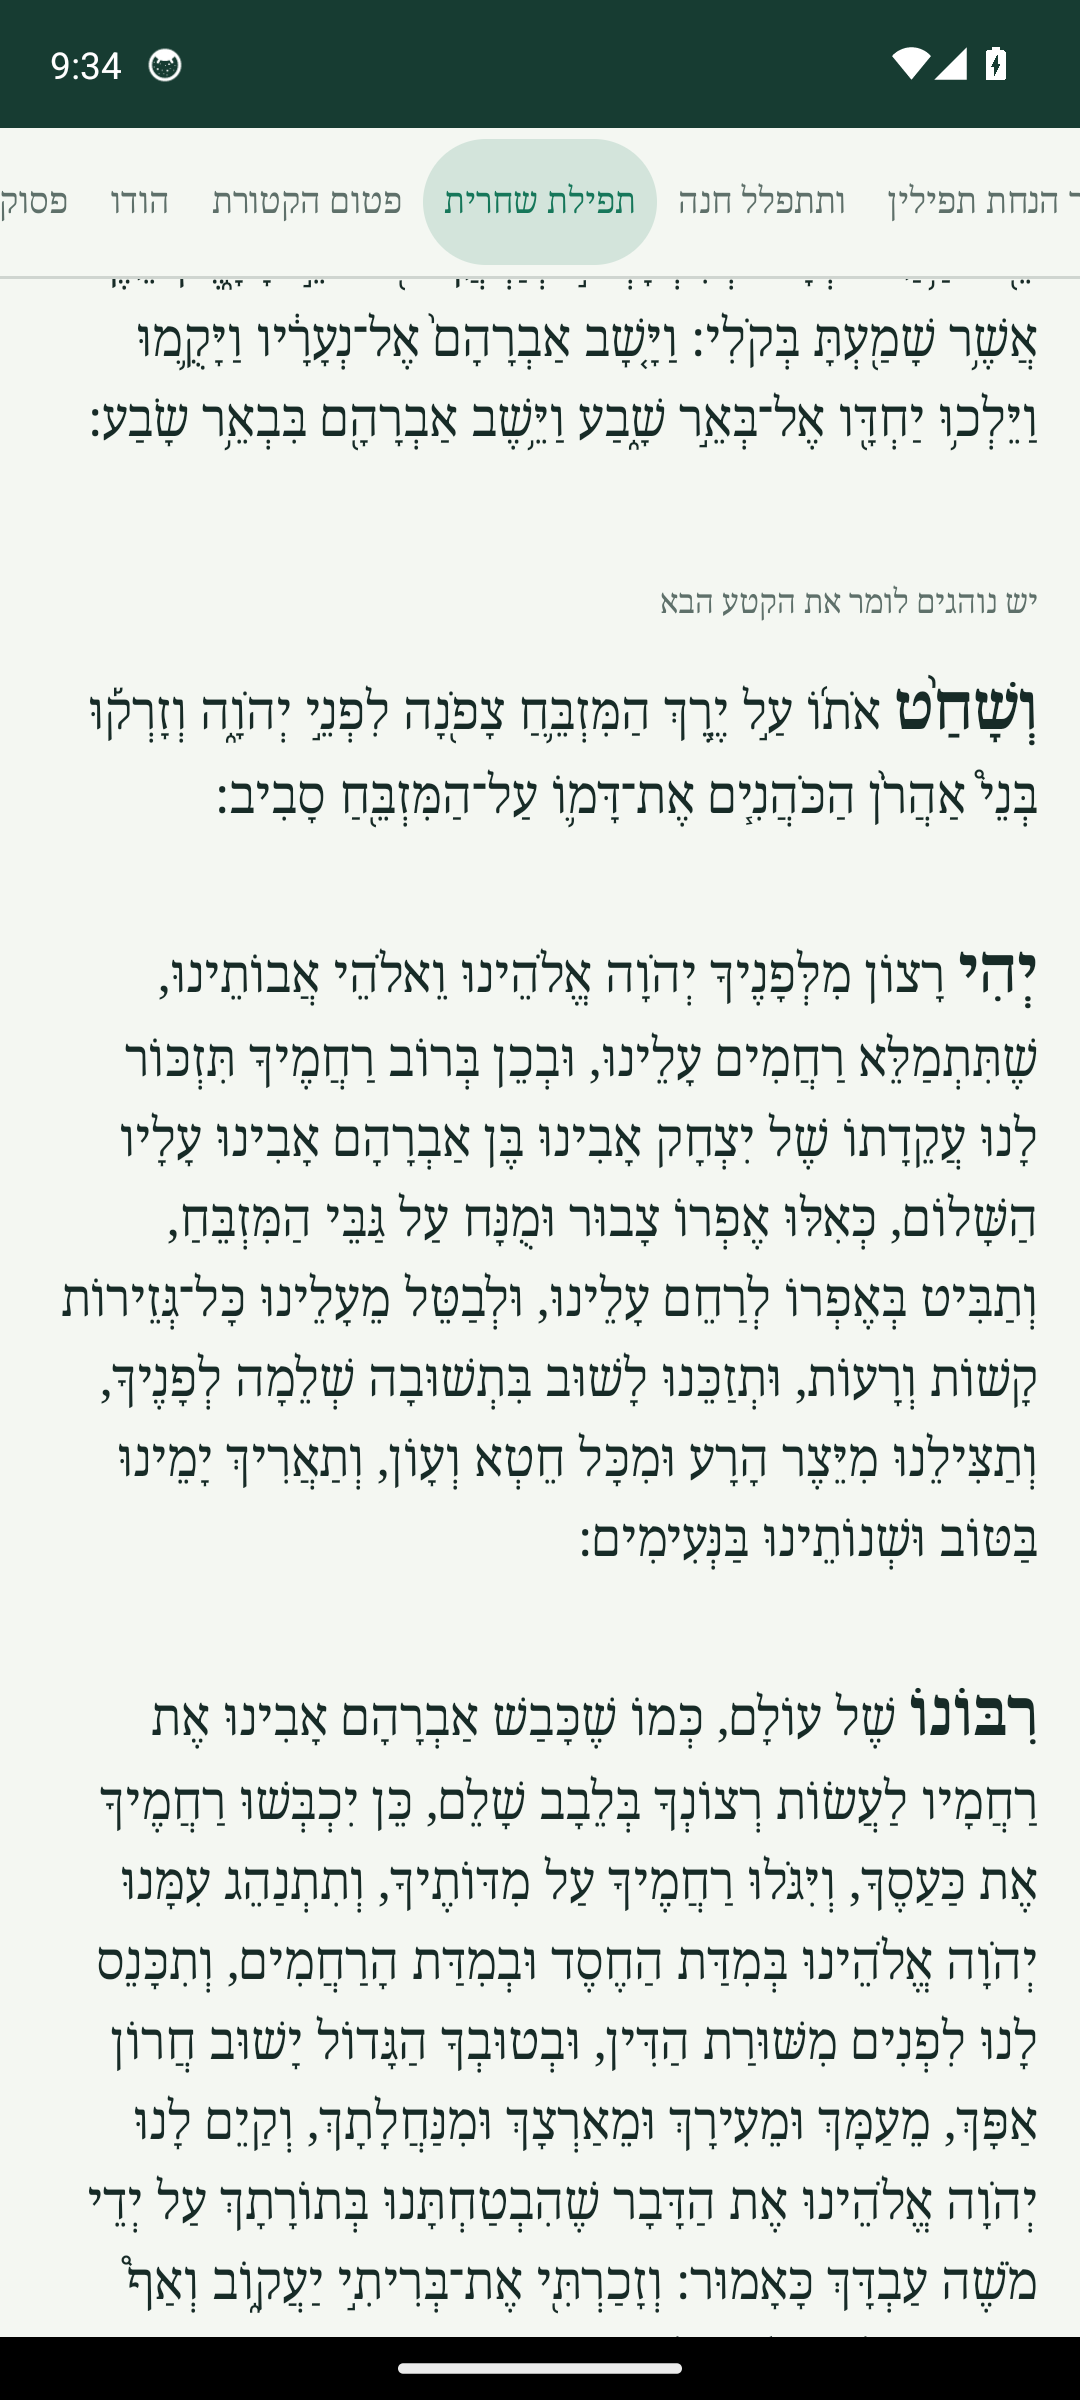 9:34
הנחת תפילין ותתפלל חנה תפילת שחרית פטום הקטורת הודו פסוק
אֲשֶׁ֥ר שָׁמַ֖עְתָּ בְּקֹלִֽי: וַיָּ֤שָׁב אַבְרָהָם֙ אֶל־נְעָרָ֔יו וַיָּקֻ֛מוּ
וַיֵּלְכ֥וּ יַחְדָּ֖ו אֶל־בְּאֵ֣ר שָׁ֑בַע וַיֵּ֥שֶׁב אַבְרָהָ֖ם בִּבְאֵ֥ר שָֽׁבַע:
יש נוהגים לומר את הקטע הבא
וְשָׁחַ֨ט אֹת֜וֹ עַ֣ל יֶ֧רֶךְ הַמִּזְבֵּ֛חַ צָפֹ֖נָה לִפְנֵ֣י יְהֹוָ֑ה וְזָרְק֡וּ
בְּנֵי֩ אַהֲרֹ֨ן הַכֹּהֲנִ֧ים אֶת־דָּמ֛וֹ עַל־הַמִּזְבֵּ֖חַ סָבִֽיב:
יְהִי רָצוֹן מִלְּפָנֶיךָ יְהֹוָה אֱלֹהֵינוּ וֵאלֹהֵי אֲבוֹתֵינוּ,
שֶׁתִּתְמַלֵּא רַחֲמִים עָלֵינוּ, וּבְכֵן בְּרוֹב רַחֲמֶיךָ תִּזְכּוֹר
לָנוּ עֲקֵדָתוֹ שֶׁל יִצְחָק אָבִינוּ בֶּן אַבְרָהָם אָבִינוּ עָלָיו
הַשָּׁלוֹם, כְּאִלּוּ אֶפְרוֹ צָבוּר וּמֻנָּח עַל גַּבֵּי הַמִּזְבֵּחַ,
וְתַבִּיט בְּאֶפְרוֹ לְרַחֵם עָלֵינוּ, וּלְבַטֵּל מֵעָלֵינוּ כָּל־גְּזֵירוֹת
קָשׁוֹת וְרָעוֹת, וּתְזַכֵּנוּ לָשׁוּב בִּתְשׁוּבָה שְׁלֵמָה לְפָנֶיךָ,
וְתַצִּילֵנוּ מִיֵּצֶר הָרָע וּמִכָּל חֵטְא וְעָוֹן, וְתַאֲרִיךְ יָמֵינוּ
בַּטּוֹב וּשְׁנוֹתֵינוּ בַּנְּעִימִים:
רִבּוֹנוֹ שֶׁל עוֹלָם, כְּמוֹ שֶׁכָּבַשׁ אַבְרָהָם אָבִינוּ אֶת
רַחֲמָיו לַעֲשׂוֹת רְצוֹנְךָ בְּלֵבָב שָׁלֵם, כֵּן יִכְבְּשׁוּ רַחֲמֶיךָ
אֶת כַּעַסֶךָ, וְיִגֹּלוּ רַחֲמֶיךָ עַל מִדּוֹתֶיךָ, וְתִתְנַהֵג עִמָּנוּ
יְהֹוָה אֱלֹהֵינוּ בְּמִדַּת הַחֶסֶד וּבְמִדַּת הָרַחֲמִים, וְתִכָּנֵס
לָנוּ לִפְנִים מִשּׁוּרַת הַדִּין, וּבְטוּבְךָ הַגָּדוֹל יָשׁוּב חֲרוֹן
אַפָּךְ, מֵעַמָּךְ וּמֵעִירָךְ וּמֵאַרְצָךְ וּמִנַּחֲלָתָךְ, וְקַיֵּם לָנוּ
יְהֹוָה אֱלֹהֵינוּ אֶת הַדָּבָר שֶׁהִבְטַחְתָּנוּ בְּתוֹרָתָךְ עַל יְדֵי
מֹשֶׁה עַבְדָּךְ כָּאָמוּר: וְזָכַרְתִּ֖י אֶת־בְּרִיתִ֣י יַעֲק֑וֹב וְאַף֩